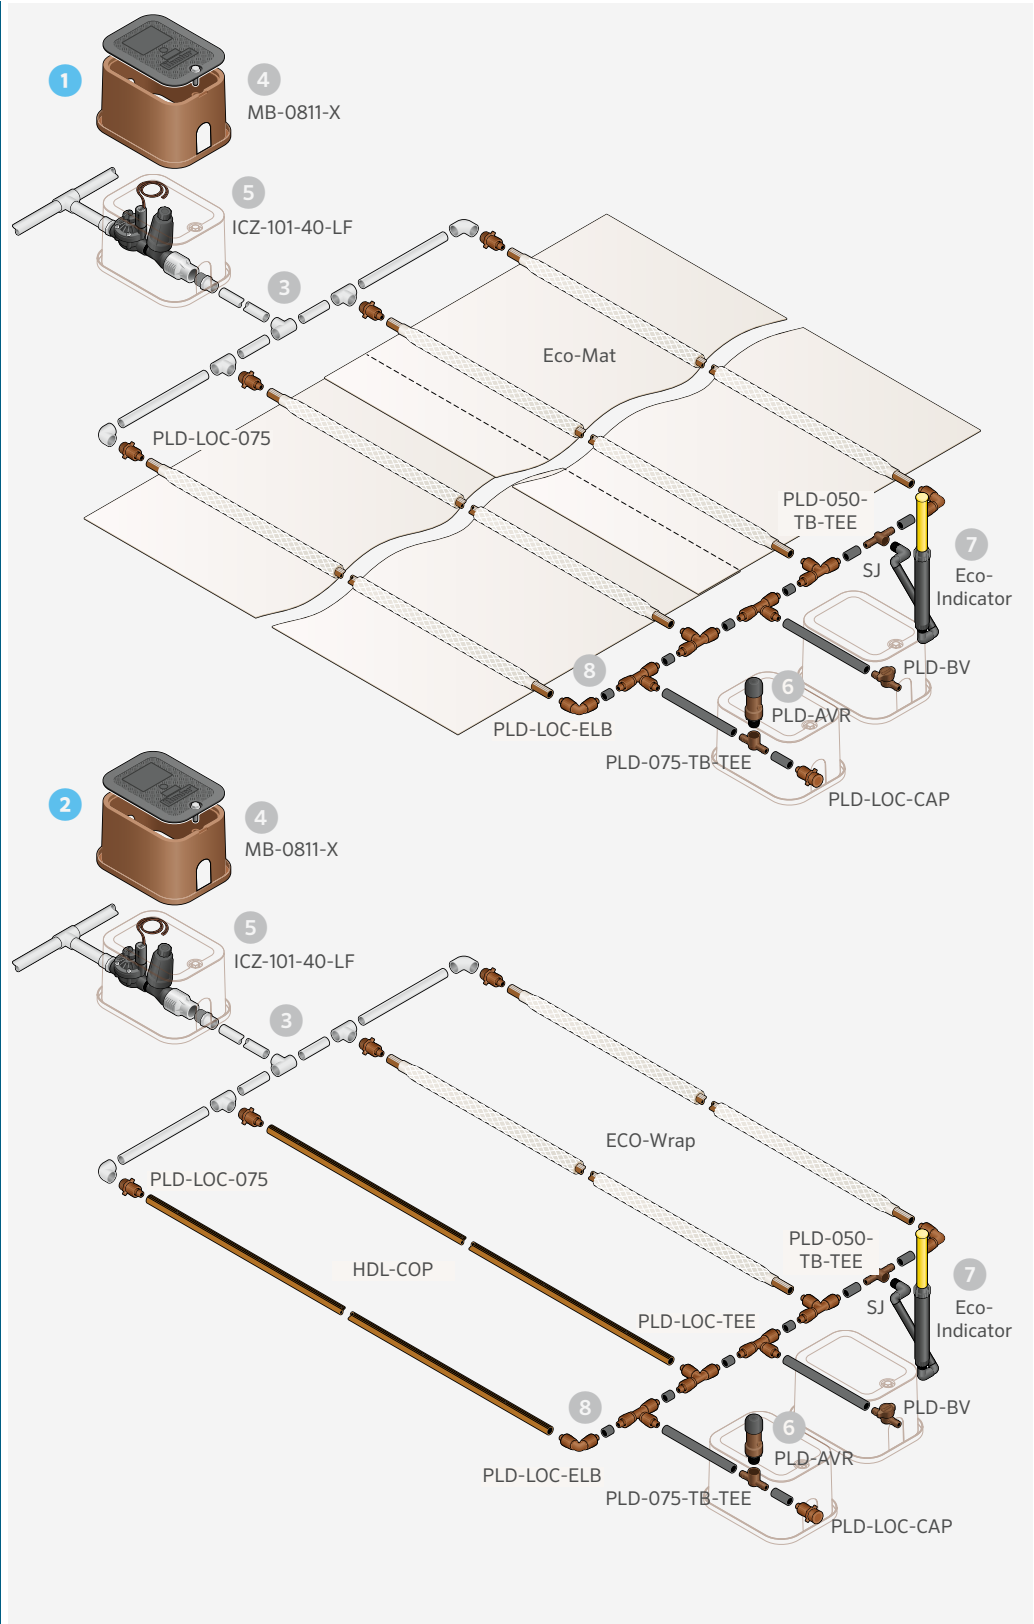 1
4
MB-0811-X
5
ICZ-101-40-LF
3
Eco-Mat
PLD-LOC-075
PLD-050-
TB-TEE
7
SJ
Eco-
Indicator
8
PLD-BV
6
PLD-AVR
PLD-LOC-ELB
PLD-075-TB-TEE
PLD-LOC-CAP
2
4
MB-0811-X
5
ICZ-101-40-LF
3
ECO-Wrap
PLD-LOC-075
PLD-050-
TB-TEE
HDL-COP
7
SJ
Eco-
Indicator
PLD-LOC-TEE
8
PLD-BV
6
PLD-AVR
PLD-LOC-ELB
PLD-075-TB-TEE
PLD-LOC-CAP